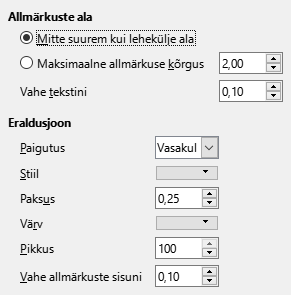 Allmärkuste ala
Mitte suurem kui lehekülje ala
Maksimaalne allmärkuse kõrgus 2,00
Vahe tekstini 0,10
Eraldusjoon
Paigutus Vasakul
Stiil
Paksus 0,25
Värv
Pikkus 100
Vahe allmärkuste sisuni 0,10